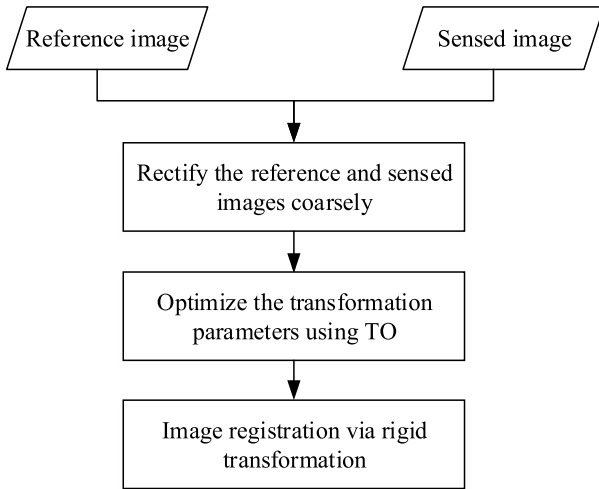 Reference image
Sensed image
Rectify the reference and sensed
images coarsely
Optimize the transformation
parameters using TO
Image registration via rigid
transformation